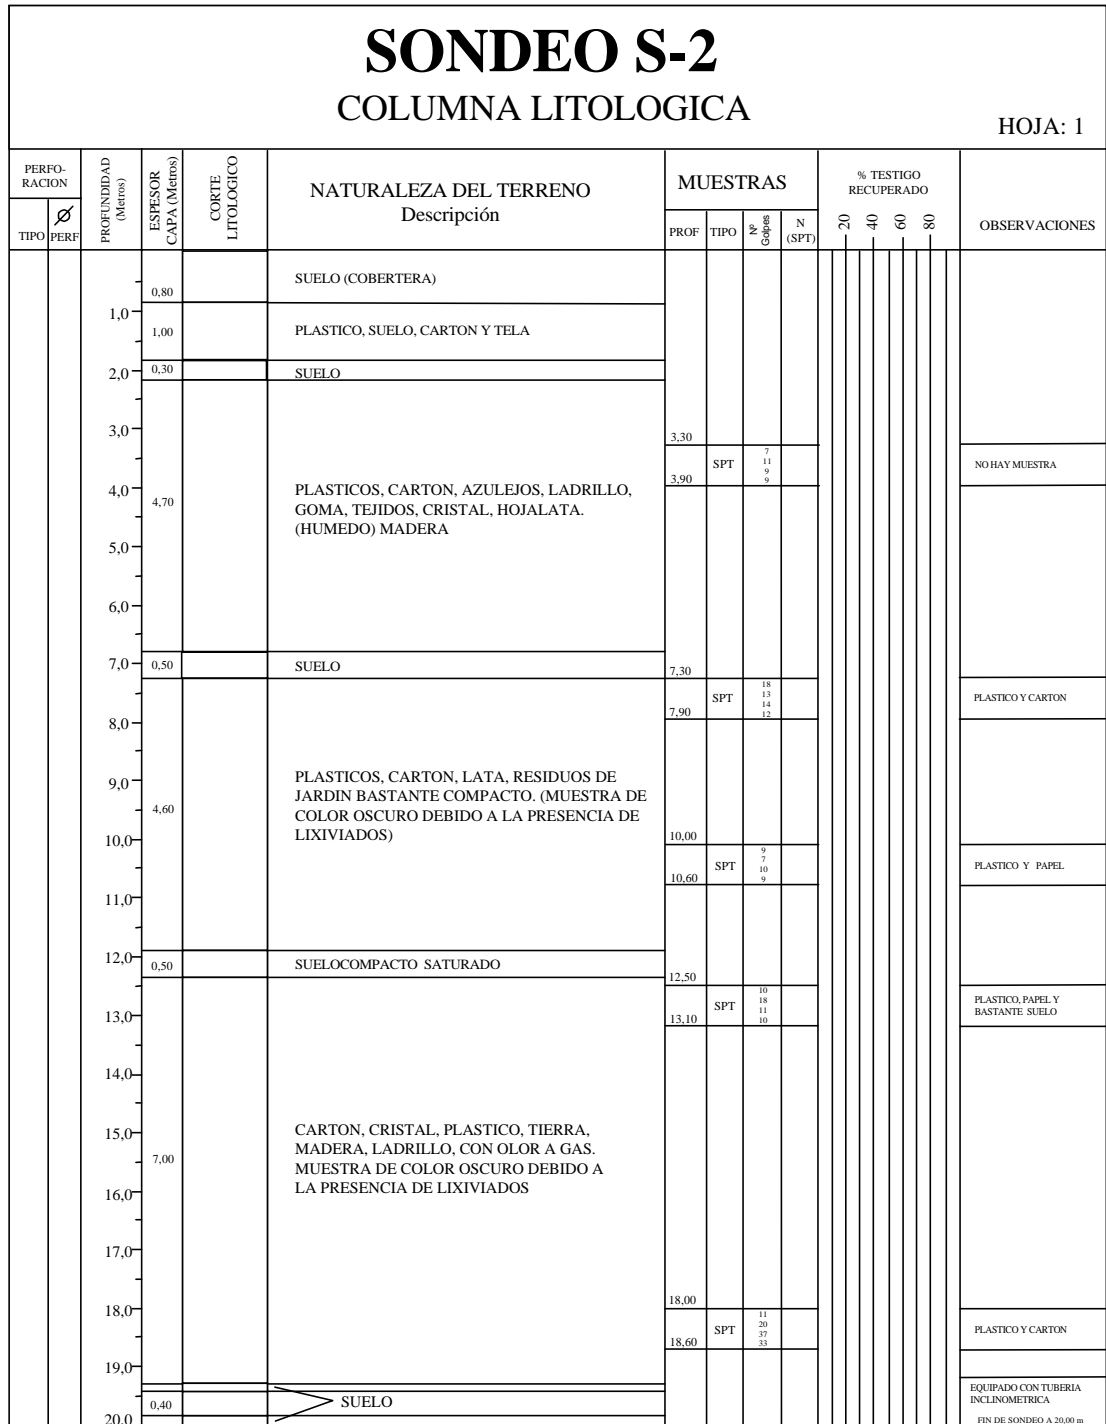 SONDEO S-2
COLUMNA LITOLOGICA
HOJA: 1
PERFO-
RACION
TIPO
Ø
PERF
PROFUNDIDAD
(Metros)
ESPESOR
CAPA (Metros)
CORTE
LITOLOGICO
NATURALEZA DEL TERRENO
Descripción
MUESTRAS
PROF
TIPO
Nº
Golpes
N
(SPT)
% TESTIGO
RECUPERADO
20
40
60
80
OBSERVACIONES
0,80
SUELO (COBERTERA)
1,0
1,00
PLASTICO, SUELO, CARTON Y TELA
2,0
0,30
SUELO
3,0
3,30
SPT
7
11
9
9
NO HAY MUESTRA
3,90
4,0
4,70
PLASTICOS, CARTON, AZULEJOS, LADRILLO,
GOMA, TEJIDOS, CRISTAL, HOJALATA.
(HUMEDO) MADERA
5,0
6,0
7,0
0,50
SUELO
7,30
SPT
18
13
14
12
PLASTICO Y CARTON
7,90
8,0
9,0
4,60
PLASTICOS, CARTON, LATA, RESIDUOS DE
JARDIN BASTANTE COMPACTO. (MUESTRA DE
COLOR OSCURO DEBIDO A LA PRESENCIA DE
LIXIVIADOS)
10,0
10,00
SPT
9
7
10
9
PLASTICO Y PAPEL
10,60
11,0
12,0
0,50
SUELOCOMPACTO SATURADO
12,50
SPT
10
18
11
10
PLASTICO, PAPEL Y
BASTANTE SUELO
13,10
13,0
14,0
15,0
7,00
CARTON, CRISTAL, PLASTICO, TIERRA,
MADERA, LADRILLO, CON OLOR A GAS.
MUESTRA DE COLOR OSCURO DEBIDO A
LA PRESENCIA DE LIXIVIADOS
16,0
17,0
18,0
18,00
SPT
11
20
37
33
PLASTICO Y CARTON
18,60
19,0
0,40
SUELO
EQUIPADO CON TUBERIA
INCLINOMETRICA
20,0
FIN DE SONDEO A 20,00 m